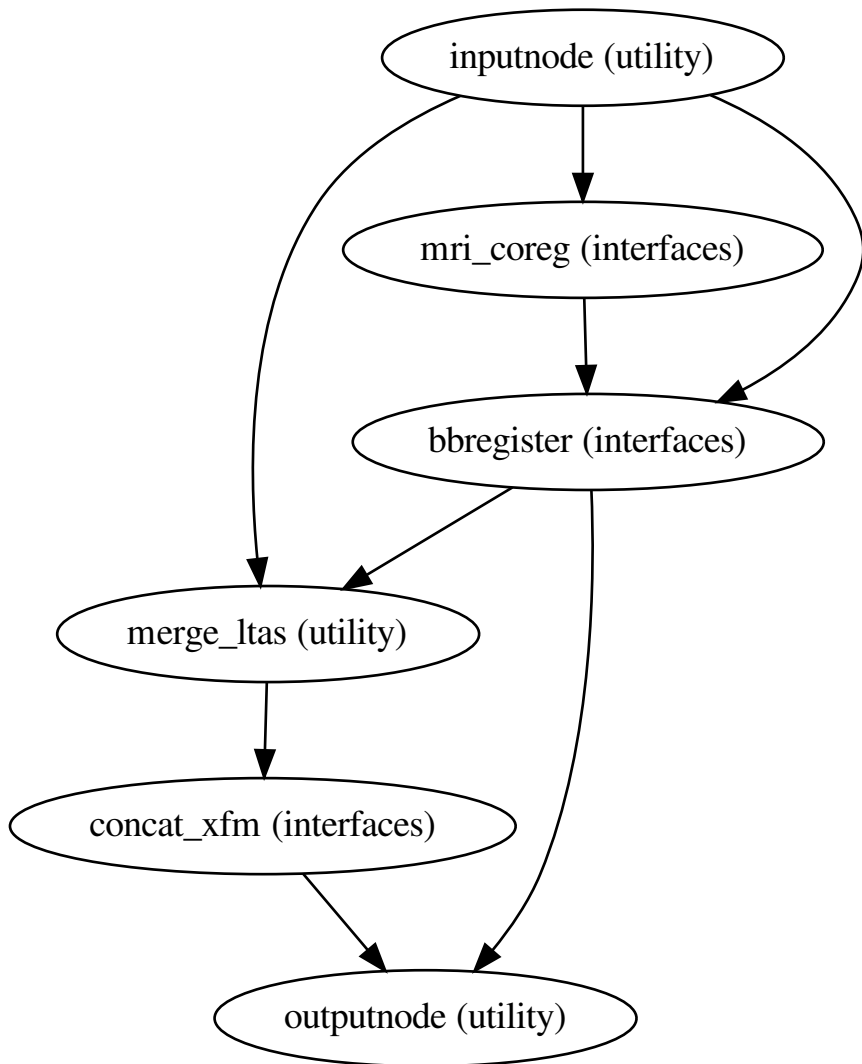 inputnode (utility)
mri_coreg (interfaces)
bbregister (interfaces)
merge_ltas (utility)
concat_xfm (interfaces)
outputnode (utility)